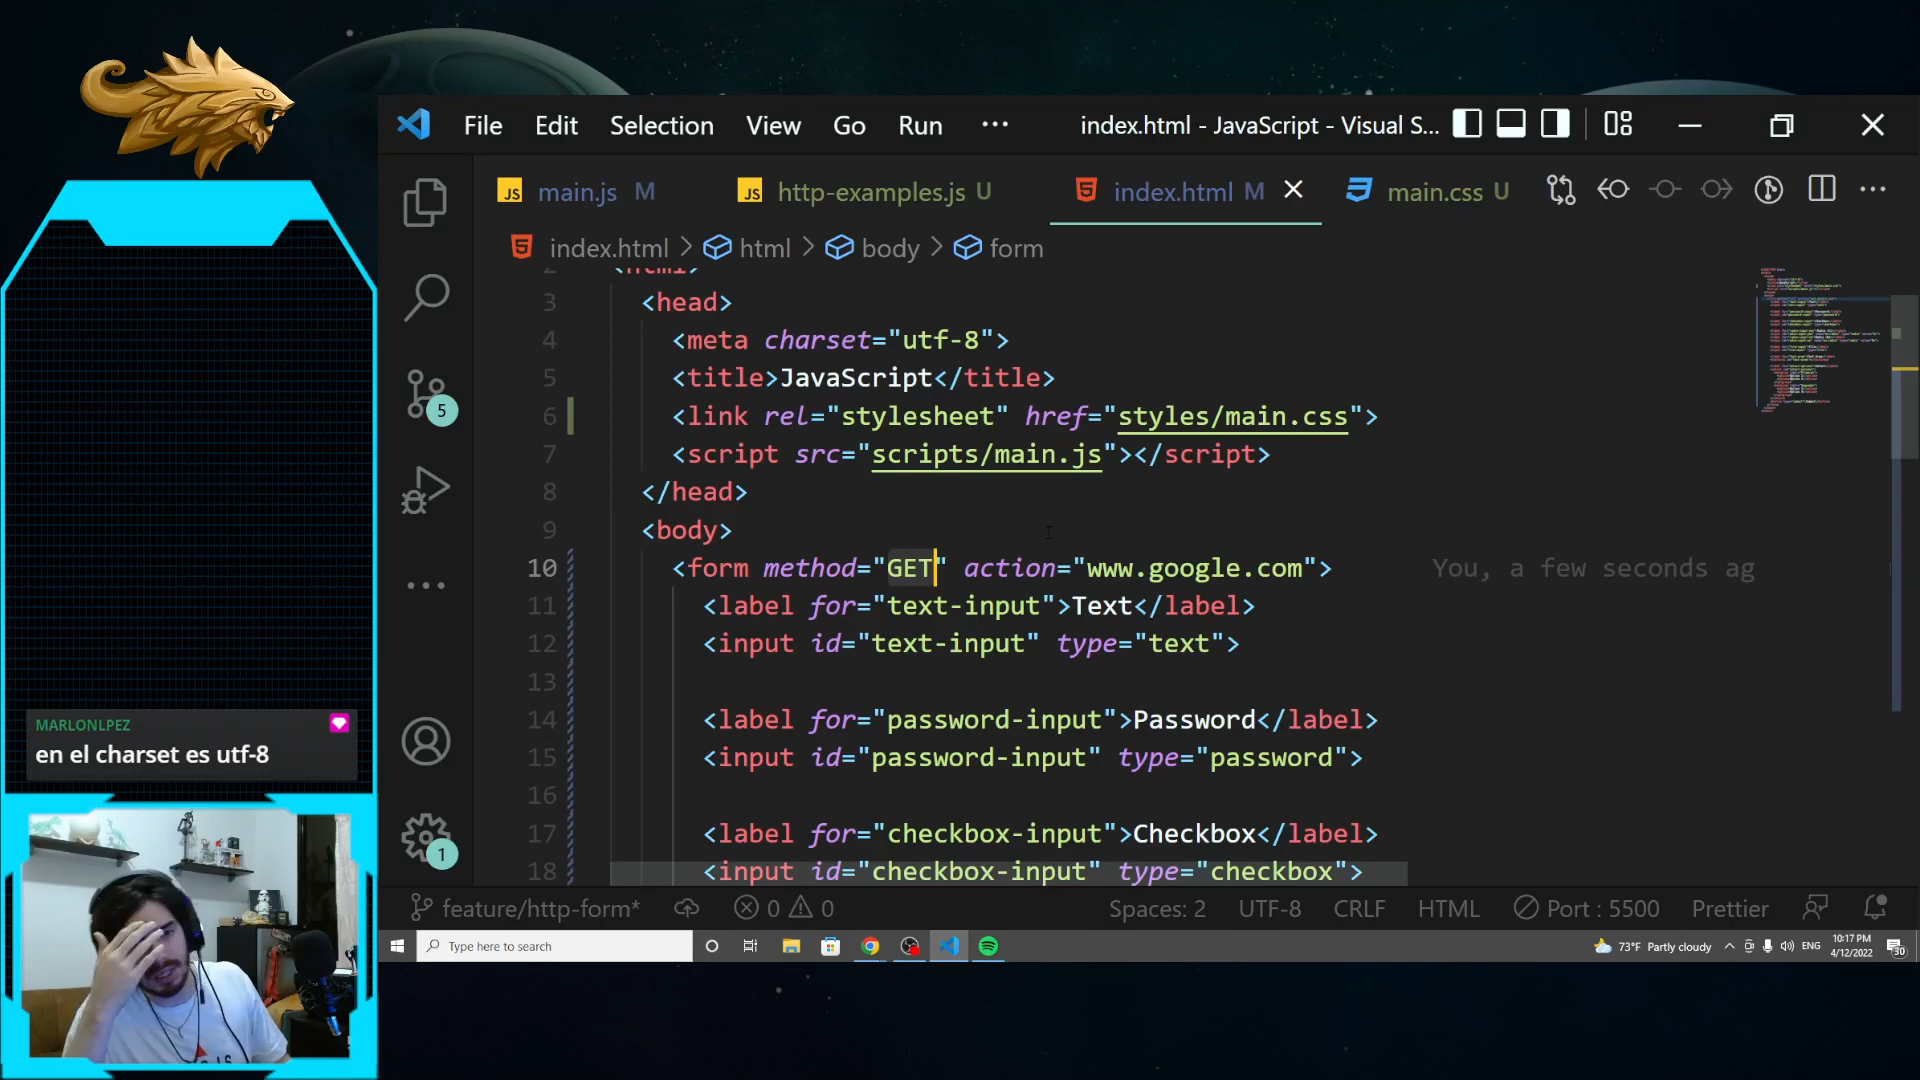 File Edit Selection View Go Run ··· index.html - JavaScript - Visual S...
main.js M
http-examples.js U
index.html M
main.css U
index.html > html > body > form
3 <head>
4 <meta charset="utf-8">
5 <title>JavaScript</title>
6 <link rel="stylesheet" href="styles/main.css">
7 <script src="scripts/main.js"></script>
8 </head>
9 <body>
10 <form method="GET" action="www.google.com"> You, a few seconds ag
11 <label for="text-input">Text</label>
12 <input id="text-input" type="text">
13
14 <label for="password-input">Password</label>
15 <input id="password-input" type="password">
16
17 <label for="checkbox-input">Checkbox</label>
18 <input id="checkbox-input" type="checkbox">
5
1
MARLONLPEZ
en el charset es utf-8
feature/http-form* 0 0 Spaces: 2 UTF-8 CRLF HTML Port : 5500 Prettier
Type here to search
73°F Partly cloudy ENG 10:17 PM
4/12/2022
30